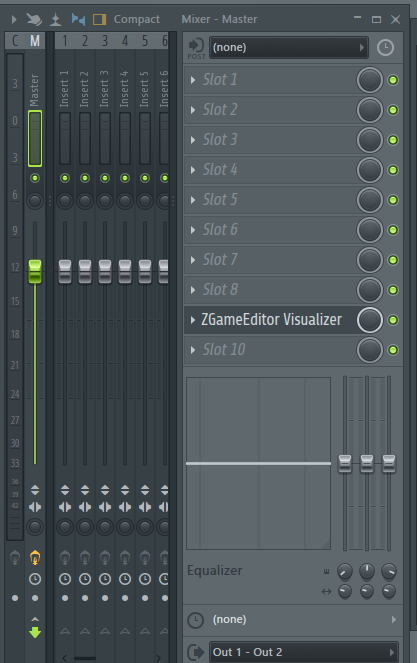 Compact
Mixer - Master
C
M
1
2
3
4
5
6
Master
Insert 1
Insert 2
Insert 3
Insert 4
Insert 5
Insert 6
3
0
3
6
9
12
15
18
21
24
27
30
33
36
39
42
POST
(none)
Slot 1
Slot 2
Slot 3
Slot 4
Slot 5
Slot 6
Slot 7
Slot 8
ZGameEditor Visualizer
Slot 10
Equalizer
(none)
Out 1 - Out 2